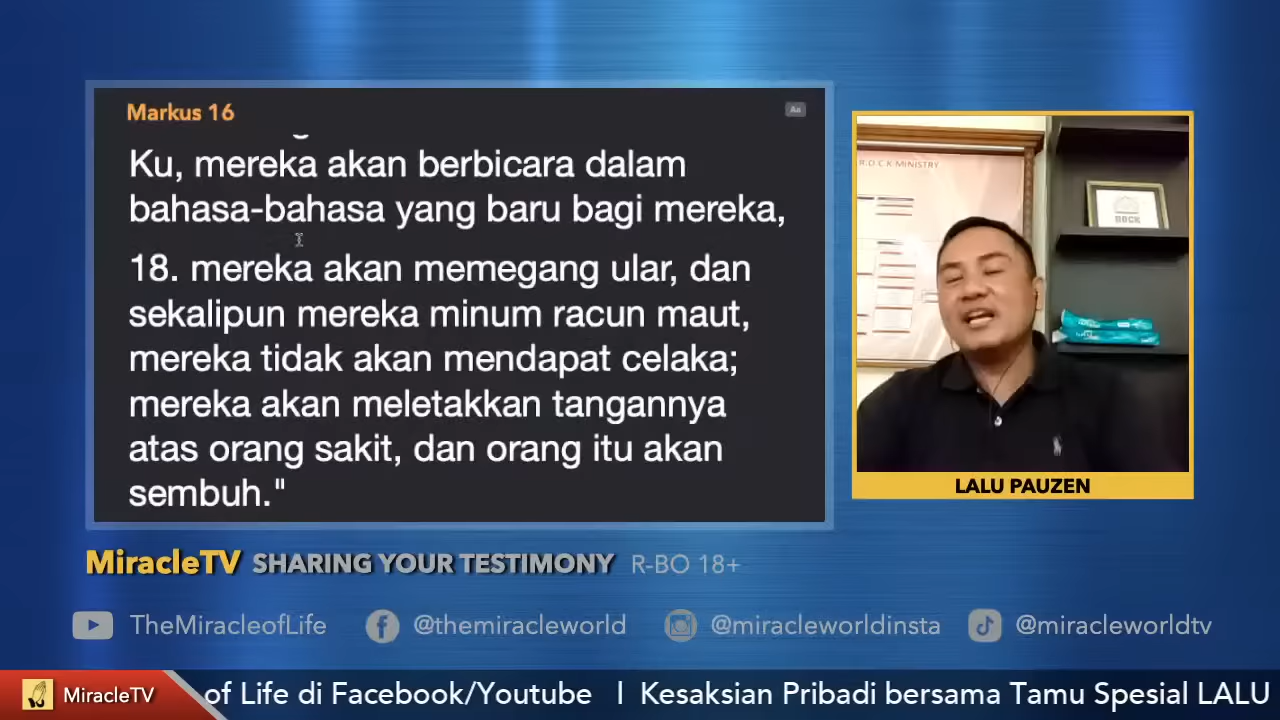 Markus 16
Aa
Ku, mereka akan berbicara dalam
bahasa-bahasa yang baru bagi mereka,
18. mereka akan memegang ular, dan
sekalipun mereka minum racun maut,
mereka tidak akan mendapat celaka;
mereka akan meletakkan tangannya
atas orang sakit, dan orang itu akan
sembuh."
R.O.C.K MINISTRY
ROCK
LALU PAUZEN
MiracleTV SHARING YOUR TESTIMONY R-BO 18+
TheMiracleofLife @themiracleworld @miracleworldinsta @miracleworldtv
MiracleTV of Life di Facebook/Youtube | Kesaksian Pribadi bersama Tamu Spesial LALU